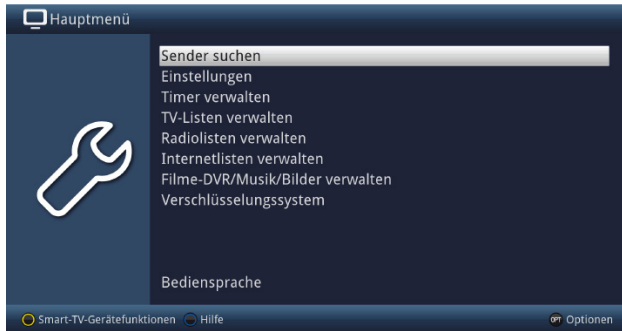 Hauptmenü
Sender suchen
Einstellungen
Timer verwalten
TV-Listen verwalten
Radiolisten verwalten
Internetlisten verwalten
Filme-DVR/Musik/Bilder verwalten
Verschlüsselungssystem
Bediensprache
Smart-TV-Gerätefunktionen Hilfe OPT Optionen